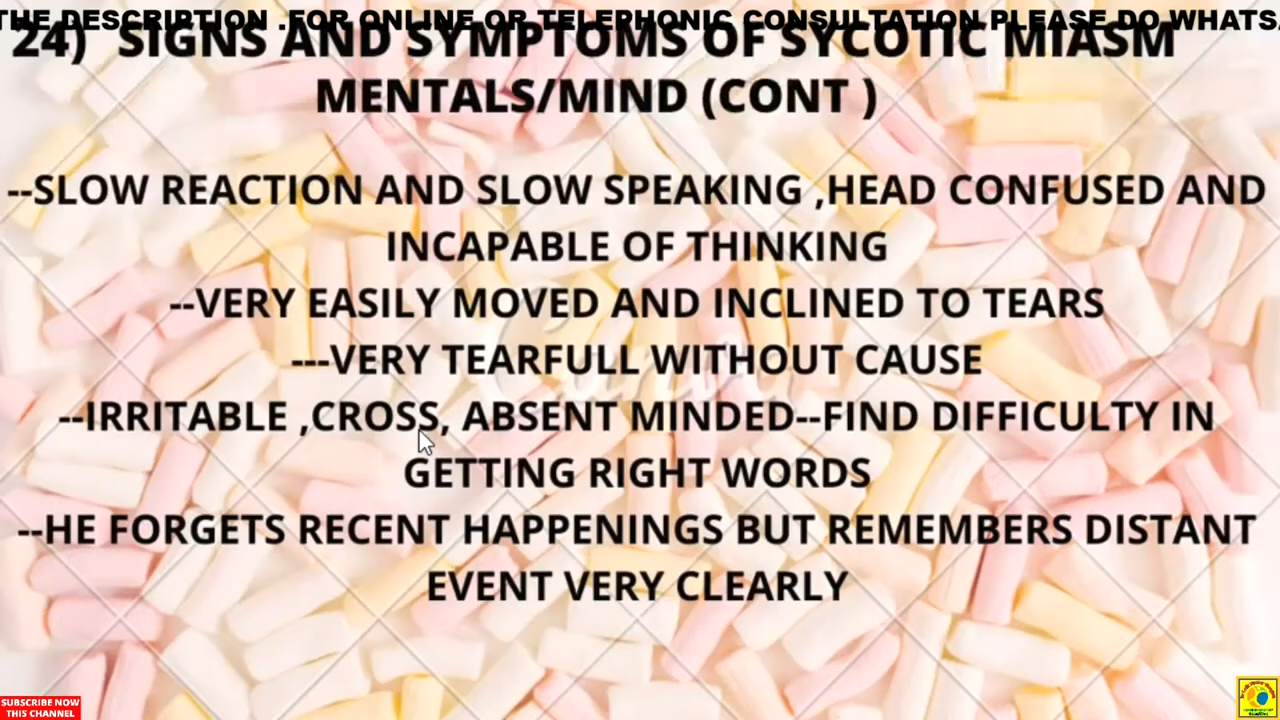 THE DESCRIPTION .FOR ONLINE OR TELEPHONIC CONSULTATION PLEASE DO WHATS
24) SIGNS AND SYMPTOMS OF SYCOTIC MIASM
MENTALS/MIND (CONT )
--SLOW REACTION AND SLOW SPEAKING ,HEAD CONFUSED AND
INCAPABLE OF THINKING
--VERY EASILY MOVED AND INCLINED TO TEARS
---VERY TEARFULL WITHOUT CAUSE
--IRRITABLE ,CROSS, ABSENT MINDED--FIND DIFFICULTY IN
GETTING RIGHT WORDS
--HE FORGETS RECENT HAPPENINGS BUT REMEMBERS DISTANT
EVENT VERY CLEARLY
SUBSCRIBE NOW
THIS CHANNEL